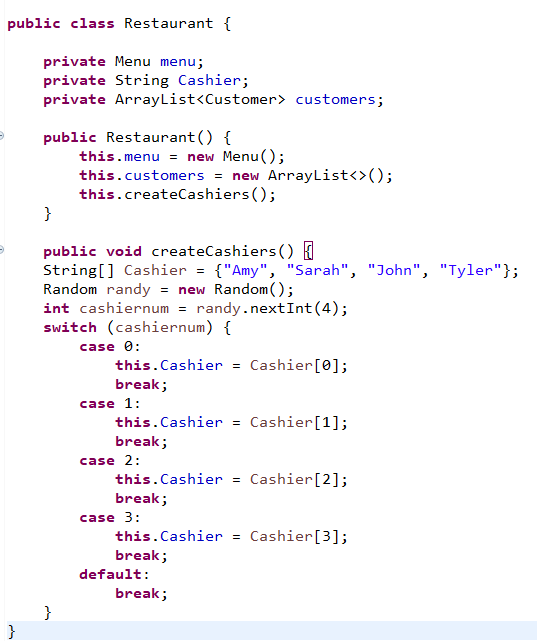 public class Restaurant {
    private Menu menu;
    private String Cashier;
    private ArrayList<Customer> customers;
    public Restaurant() {
        this.menu = new Menu();
        this.customers = new ArrayList<>();
        this.createCashiers();
    }
    public void createCashiers() {
    String[] Cashier = {"Amy", "Sarah", "John", "Tyler"};
    Random randy = new Random();
    int cashiernum = randy.nextInt(4);
    switch (cashiernum) {
        case 0:
            this.Cashier = Cashier[0];
            break;
        case 1:
            this.Cashier = Cashier[1];
            break;
        case 2:
            this.Cashier = Cashier[2];
            break;
        case 3:
            this.Cashier = Cashier[3];
            break;
        default:
            break;
    }
}